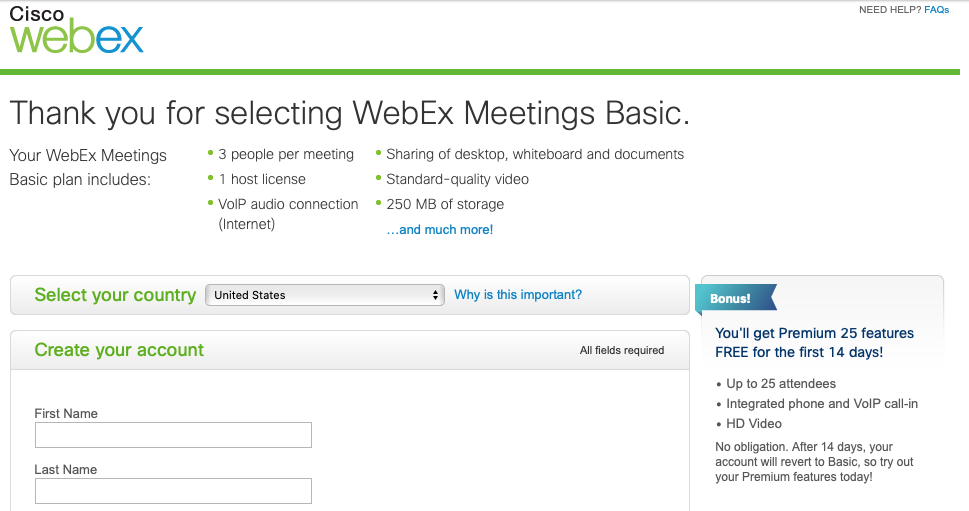 Cisco
webex
NEED HELP? FAQs
Thank you for selecting WebEx Meetings Basic.
Your WebEx Meetings
Basic plan includes:
• 3 people per meeting
• 1 host license
• VoIP audio connection
(Internet)
• Sharing of desktop, whiteboard and documents
• Standard-quality video
• 250 MB of storage
...and much more!
Select your country United States Why is this important?
Create your account All fields required
First Name
Last Name
Bonus!
You'll get Premium 25 features
FREE for the first 14 days!
• Up to 25 attendees
• Integrated phone and VoIP call-in
• HD Video
No obligation. After 14 days, your
account will revert to Basic, so try out
your Premium features today!